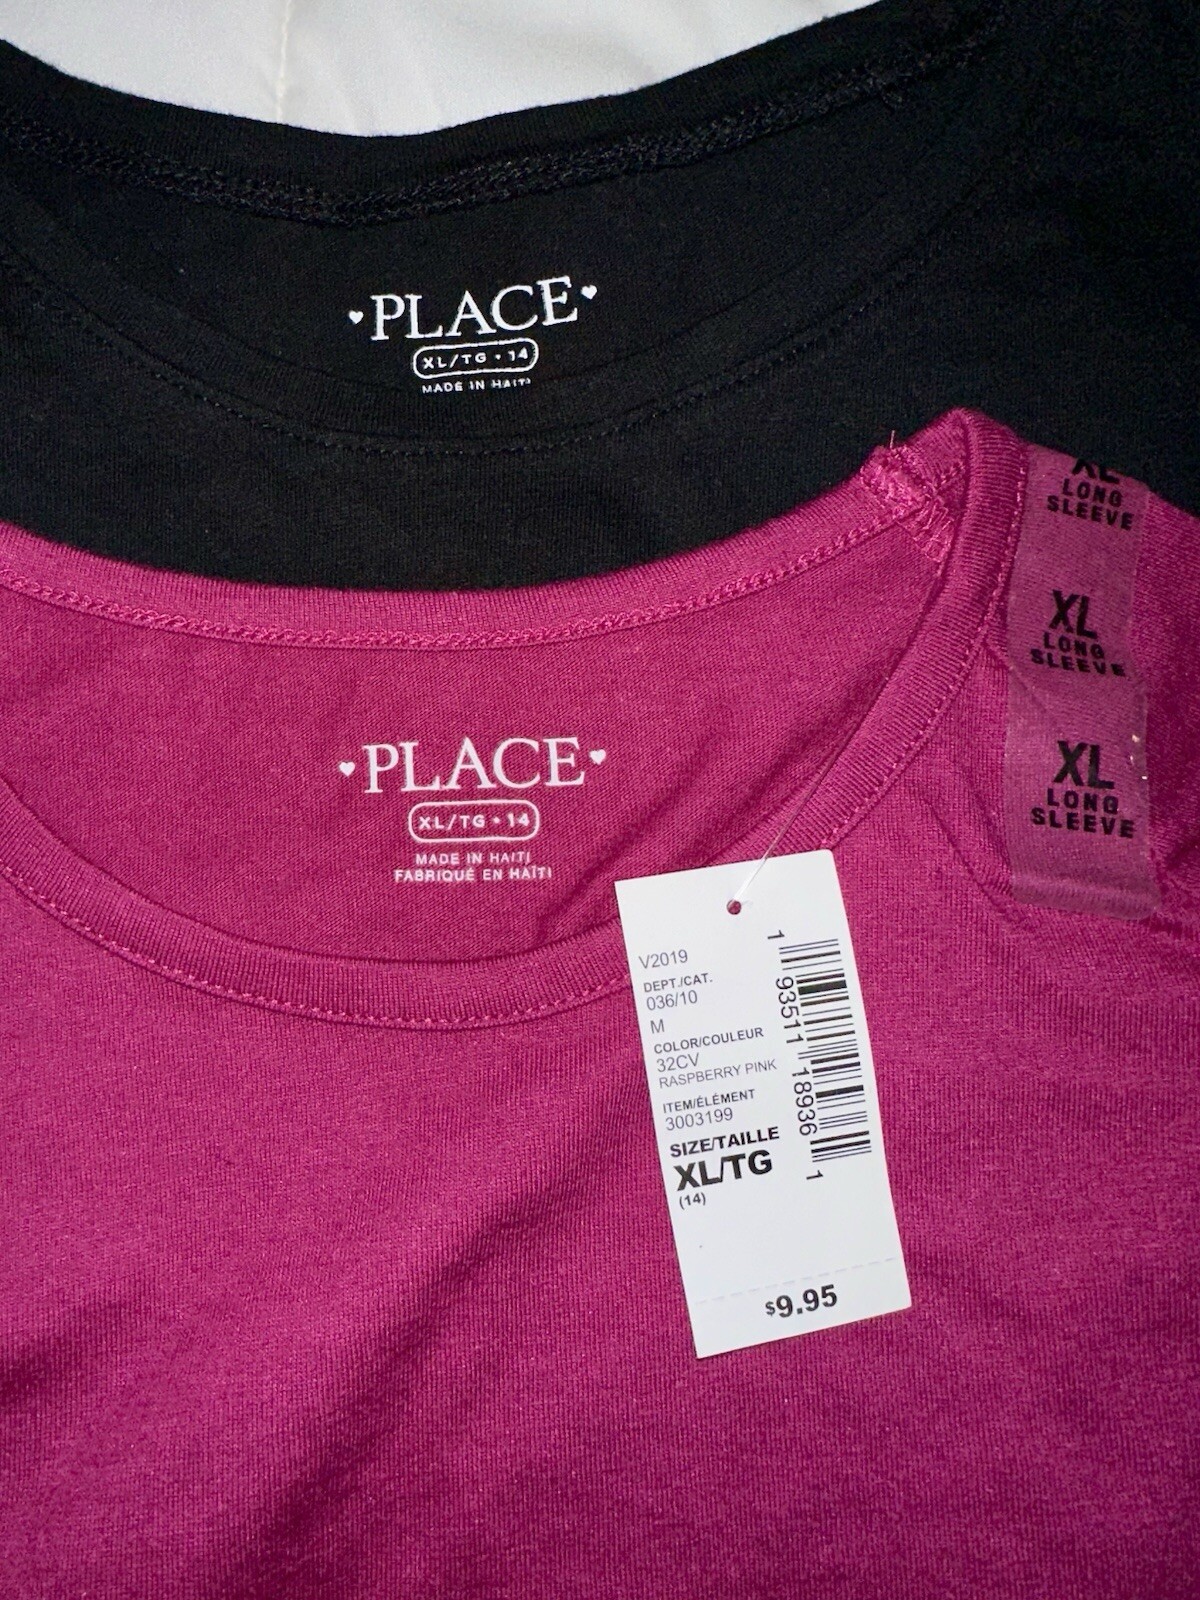 PLACE
XL/TG • 14
MADE IN HAITI
XL
LONG
SLEEVE
XL
LONG
SLEEVE
XL
LONG
SLEEVE
PLACE
XL/TG • 14
MADE IN HAITI
FABRIQUÉ EN HAÏTI
V2019
DEPT./CAT.
036/10
M
COLOR/COULEUR
32CV
RASPBERRY PINK
ITEM/ÉLÉMENT
3003199
SIZE/TAILLE
XL/TG
(14)
1 93511 18936 1
$9.95